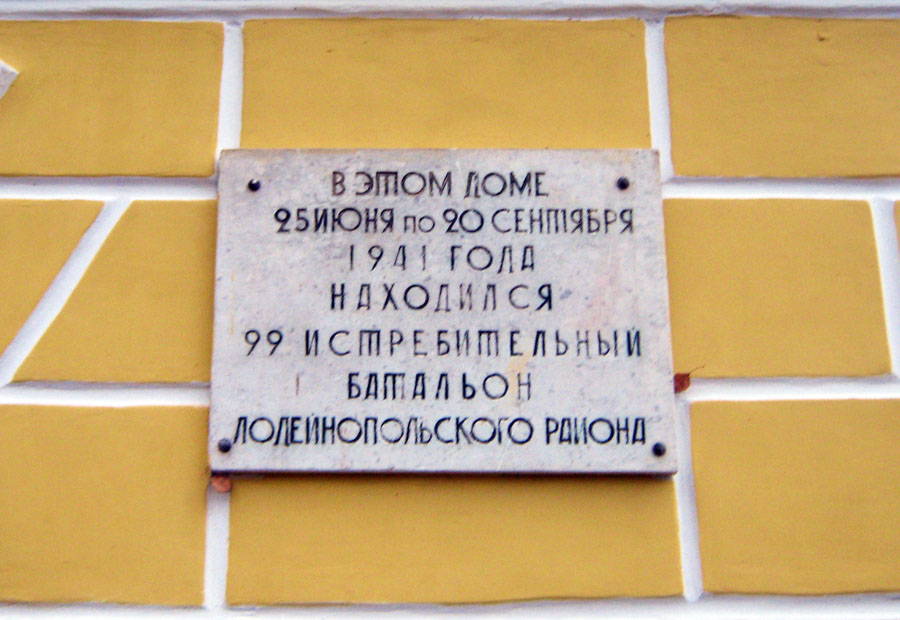 В ЭТОМ ДОМЕ
25 ИЮНЯ ПО 20 СЕНТЯБРЯ
1941 ГОДА
НАХОДИЛСЯ
99 ИСТРЕБИТЕЛЬНЫЙ
БАТАЛЬОН
ЛОДЕЙНОПОЛЬСКОГО РАЙОНА